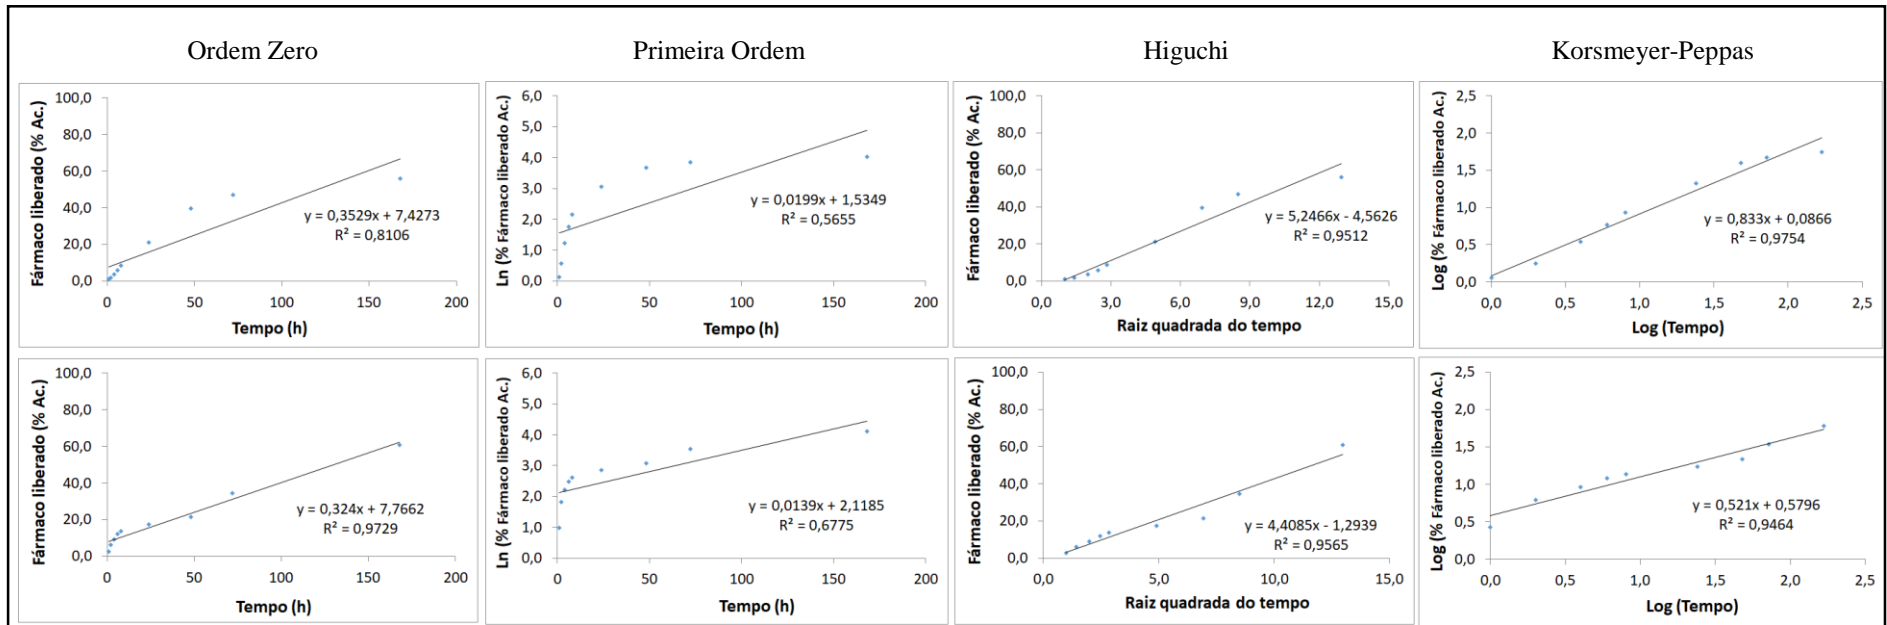 Ordem Zero
Primeira Ordem
Higuchi
Korsmeyer-Peppas
Fármaco liberado (% Ac.)
100,0
80,0
60,0
40,0
20,0
0,0
y = 0,3529x + 7,4273
R² = 0,8106
0 50 100 150 200
Tempo (h)
Ln (% Fármaco liberado Ac.)
6,0
5,0
4,0
3,0
2,0
1,0
0,0
y = 0,0199x + 1,5349
R² = 0,5655
0 50 100 150 200
Tempo (h)
Fármaco liberado (% Ac.)
100,0
80,0
60,0
40,0
20,0
0,0
y = 5,2466x - 4,5626
R² = 0,9512
0,0 3,0 6,0 9,0 12,0 15,0
Raiz quadrada do tempo
Log (% Fármaco liberado Ac.)
2,5
2,0
1,5
1,0
0,5
0,0
y = 0,833x + 0,0866
R² = 0,9754
0,0 0,5 1,0 1,5 2,0 2,5
Log (Tempo)
Fármaco liberado (% Ac.)
100,0
80,0
60,0
40,0
20,0
0,0
y = 0,324x + 7,7662
R² = 0,9729
0 50 100 150 200
Tempo (h)
Ln (% Fármaco liberado Ac.)
6,0
5,0
4,0
3,0
2,0
1,0
0,0
y = 0,0139x + 2,1185
R² = 0,6775
0 50 100 150 200
Tempo (h)
Fármaco liberado (% Ac.)
100,0
80,0
60,0
40,0
20,0
0,0
y = 4,4085x - 1,2939
R² = 0,9565
0,0 5,0 10,0 15,0
Raiz quadrada do tempo
Log(% Fármaco liberado Ac.)
2,5
2,0
1,5
1,0
0,5
0,0
y = 0,521x + 0,5796
R² = 0,9464
0,0 0,5 1,0 1,5 2,0 2,5
Log (Tempo)